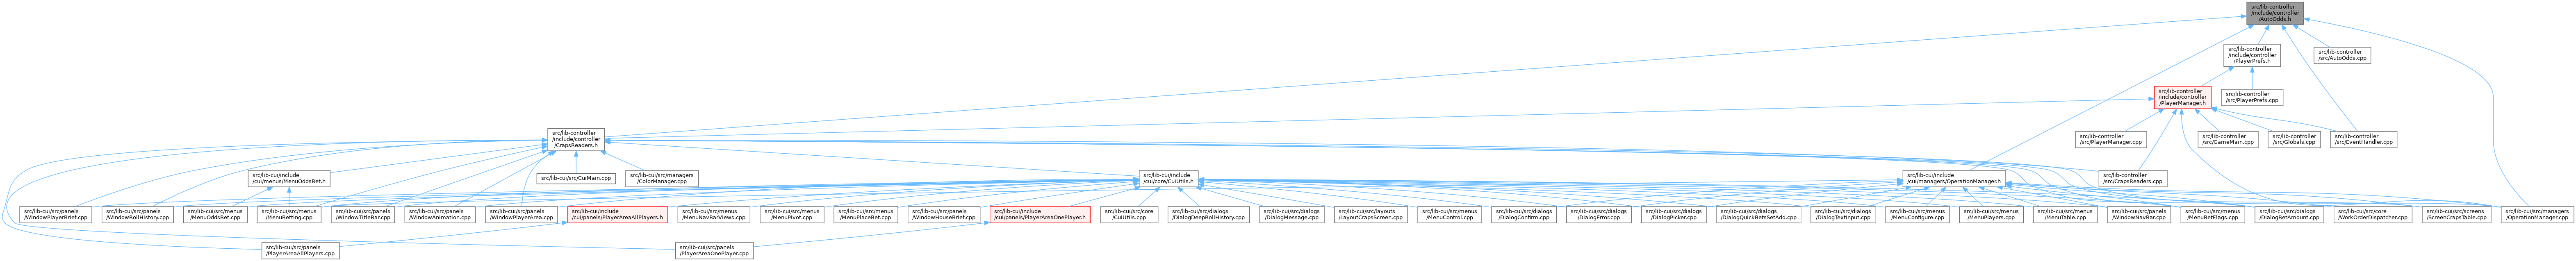 src/lib-controller
/include/controller
/AutoOdds.h
src/lib-controller
/include/controller
/PlayerPrefs.h
src/lib-controller
/src/AutoOdds.cpp
src/lib-controller
/include/controller
/PlayerManager.h
src/lib-controller
/src/PlayerPrefs.cpp
src/lib-controller
/include/controller
/CrapsReaders.h
src/lib-controller
/src/PlayerManager.cpp
src/lib-controller
/src/GameMain.cpp
src/lib-controller
/src/Globals.cpp
src/lib-controller
/src/EventHandler.cpp
src/lib-cui/include
/cui/menus/MenuOddsBet.h
src/lib-cui/src/CuiMain.cpp
src/lib-cui/src/managers
/ColorManager.cpp
src/lib-cui/include
/cui/core/CuiUtils.h
src/lib-cui/include
/cui/managers/OperationManager.h
src/lib-controller
/src/CrapsReaders.cpp
src/lib-cui/src/panels
/WindowPlayerBrief.cpp
src/lib-cui/src/panels
/WindowRollHistory.cpp
src/lib-cui/src/menus
/MenuOddsBet.cpp
src/lib-cui/src/menus
/MenuBetting.cpp
src/lib-cui/src/panels
/WindowTitleBar.cpp
src/lib-cui/src/panels
/WindowAnimation.cpp
src/lib-cui/src/panels
/WindowPlayerArea.cpp
src/lib-cui/include
/cui/panels/PlayerAreaAllPlayers.h
src/lib-cui/src/menus
/MenuNavBarViews.cpp
src/lib-cui/src/menus
/MenuPivot.cpp
src/lib-cui/src/menus
/MenuPlaceBet.cpp
src/lib-cui/src/panels
/WindowHouseBrief.cpp
src/lib-cui/include
/cui/panels/PlayerAreaOnePlayer.h
src/lib-cui/src/core
/CuiUtils.cpp
src/lib-cui/src/dialogs
/DialogDeepRollHistory.cpp
src/lib-cui/src/dialogs
/DialogMessage.cpp
src/lib-cui/src/layouts
/LayoutCrapsScreen.cpp
src/lib-cui/src/menus
/MenuControl.cpp
src/lib-cui/src/dialogs
/DialogConfirm.cpp
src/lib-cui/src/dialogs
/DialogError.cpp
src/lib-cui/src/dialogs
/DialogPicker.cpp
src/lib-cui/src/dialogs
/DialogQuickBetsSetAdd.cpp
src/lib-cui/src/dialogs
/DialogTextInput.cpp
src/lib-cui/src/menus
/MenuConfigure.cpp
src/lib-cui/src/menus
/MenuPlayers.cpp
src/lib-cui/src/menus
/MenuTable.cpp
src/lib-cui/src/panels
/WindowNavBar.cpp
src/lib-cui/src/menus
/MenuBetFlags.cpp
src/lib-cui/src/dialogs
/DialogBetAmount.cpp
src/lib-cui/src/core
/WorkOrderDispatcher.cpp
src/lib-cui/src/screens
/ScreenCrapsTable.cpp
src/lib-cui/src/managers
/OperationManager.cpp
src/lib-cui/src/panels
/PlayerAreaAllPlayers.cpp
src/lib-cui/src/panels
/PlayerAreaOnePlayer.cpp